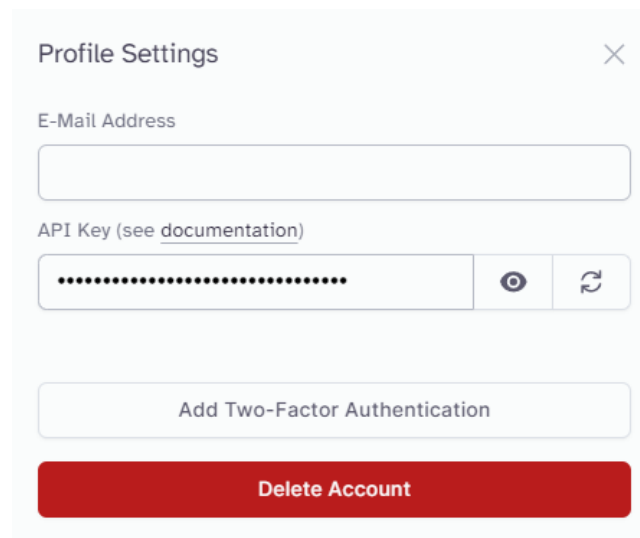 Profile Settings
E-Mail Address
API Key (see documentation)
••••••••••••••••••••••••••••••••
Add Two-Factor Authentication
Delete Account